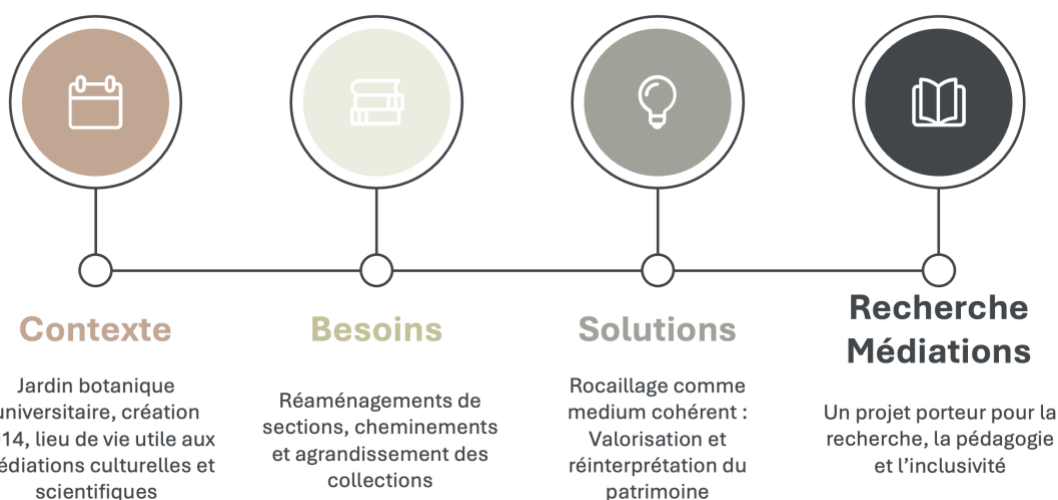 Contexte
Jardin botanique
universitaire, création
14, lieu de vie utile aux
médiations culturelles et
scientifiques
Besoins
Réaménagements de
sections, cheminements
et agrandissement des
collections
Solutions
Rocaillage comme
medium cohérent :
Valorisation et
réinterprétation du
patrimoine
Recherche
Médiations
Un projet porteur pour la
recherche, la pédagogie
et l'inclusivité